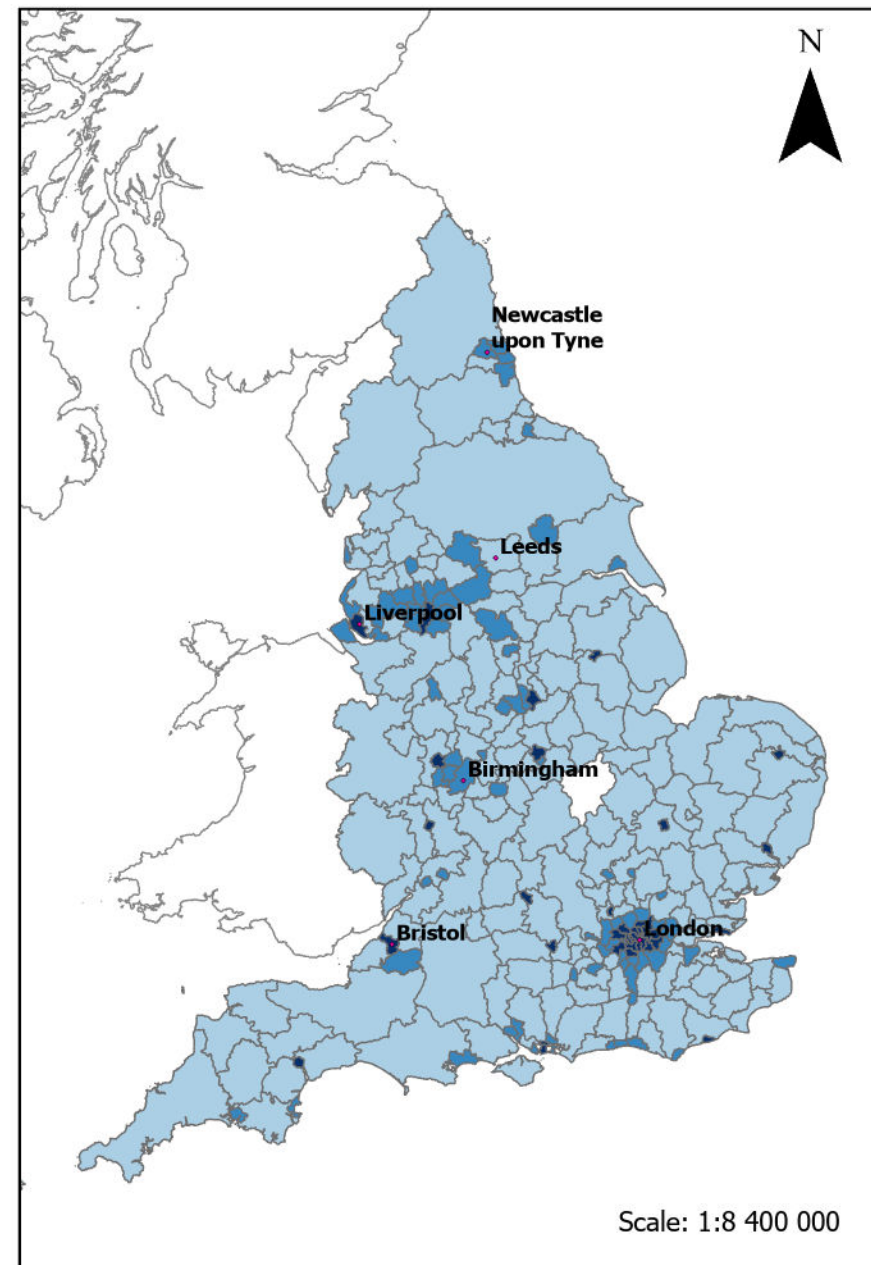 N
Newcastle
upon Tyne
Leeds
Liverpool
Birmingham
London
Bristol
Scale: 1:8 400 000